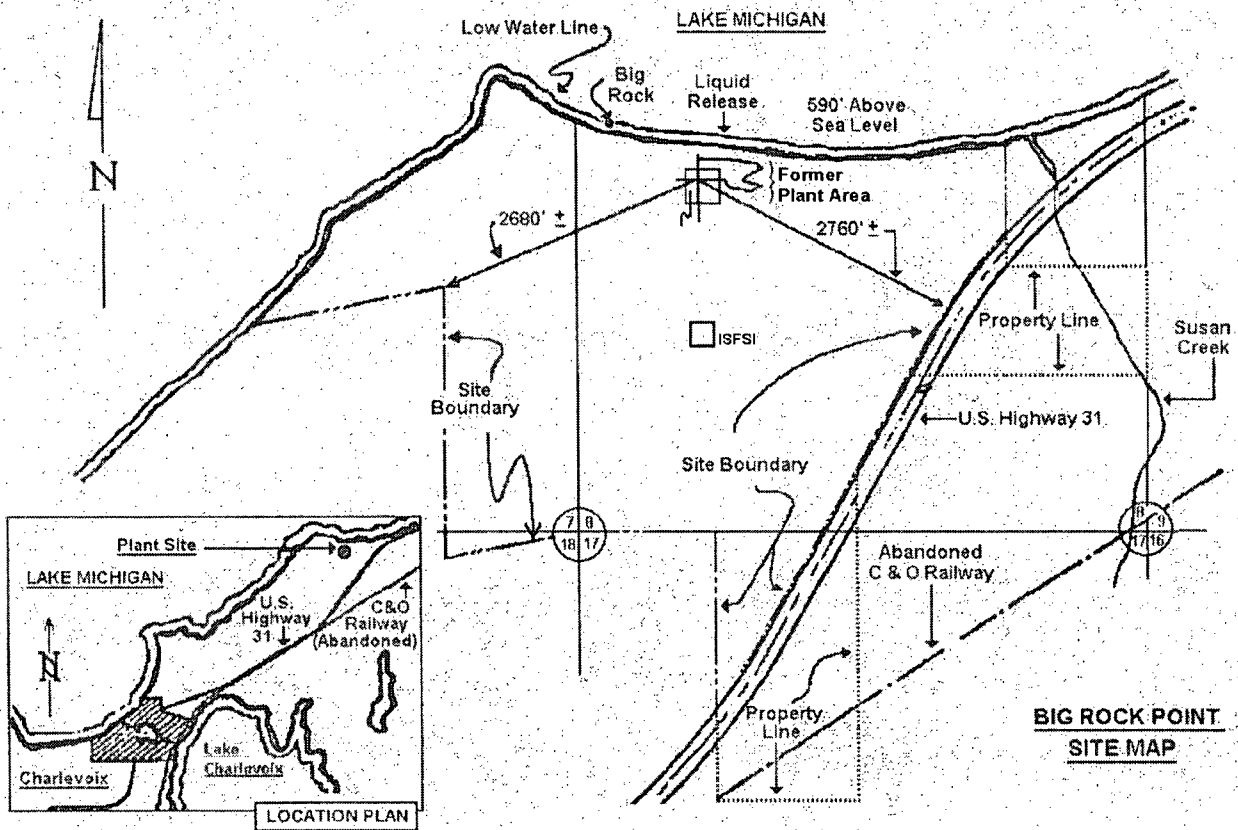 LAKE MICHIGAN
Low Water Line
Big
Rock
Liquid
Release
590' Above
Sea Level
N
Former
Plant Area
2680' ±
2760' ±
ISFSI
Property Line
Susan
Creek
Site
Boundary
U.S. Highway 31
Site Boundary
7 8
18 17
8 9
17 16
Abandoned
C & O Railway
Property
Line
BIG ROCK POINT
SITE MAP
Plant Site
LAKE MICHIGAN
U.S.
Highway
31
C&O
Railway
(Abandoned)
N
Lake
Charlevoix
Charlevoix
LOCATION PLAN